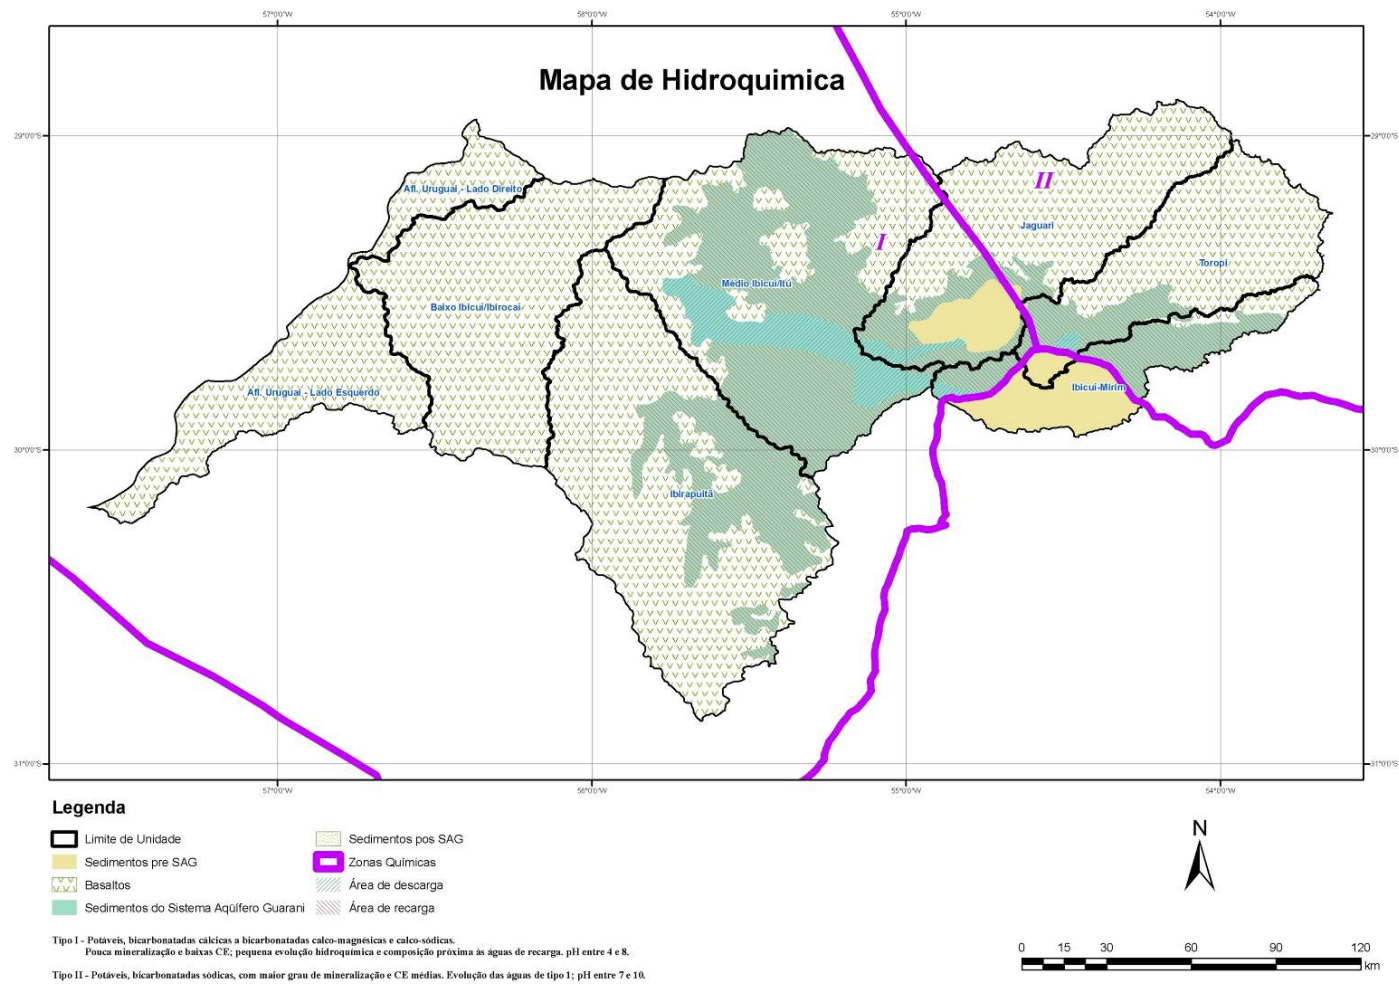 57°0'0"W 56°0'0"W 55°0'0"W 54°0'0"W
Mapa de Hidroquimica
29°0'0"S 29°0'0"S
II
Afl. Uruguai - Lado Direito
Jaguari
I
Toropi
Médio Ibicuí/Itú
Baixo Ibicuí/Ibirocaí
Ibicuí-Mirim
Afl. Uruguai - Lado Esquerdo
30°0'0"S 30°0'0"S
Ibirapuitã
31°0'0"S 31°0'0"S
57°0'0"W 56°0'0"W 55°0'0"W 54°0'0"W
Legenda
Limite de Unidade
Sedimentos pre SAG
Basaltos
Sedimentos do Sistema Aqüífero Guarani
Sedimentos pos SAG
Zonas Químicas
Área de descarga
Área de recarga
N
Tipo I - Potáveis, bicarbonatadas cálcicas a bicarbonatadas calco-magnésicas e calco-sódicas.
Pouca mineralização e baixas CE; pequena evolução hidroquímica e composição próxima às águas de recarga. pH entre 4 e 8.
Tipo II - Potáveis, bicarbonatadas sódicas, com maior grau de mineralização e CE médias. Evolução das águas de tipo 1; pH entre 7 e 10.
0 15 30 60 90 120
km